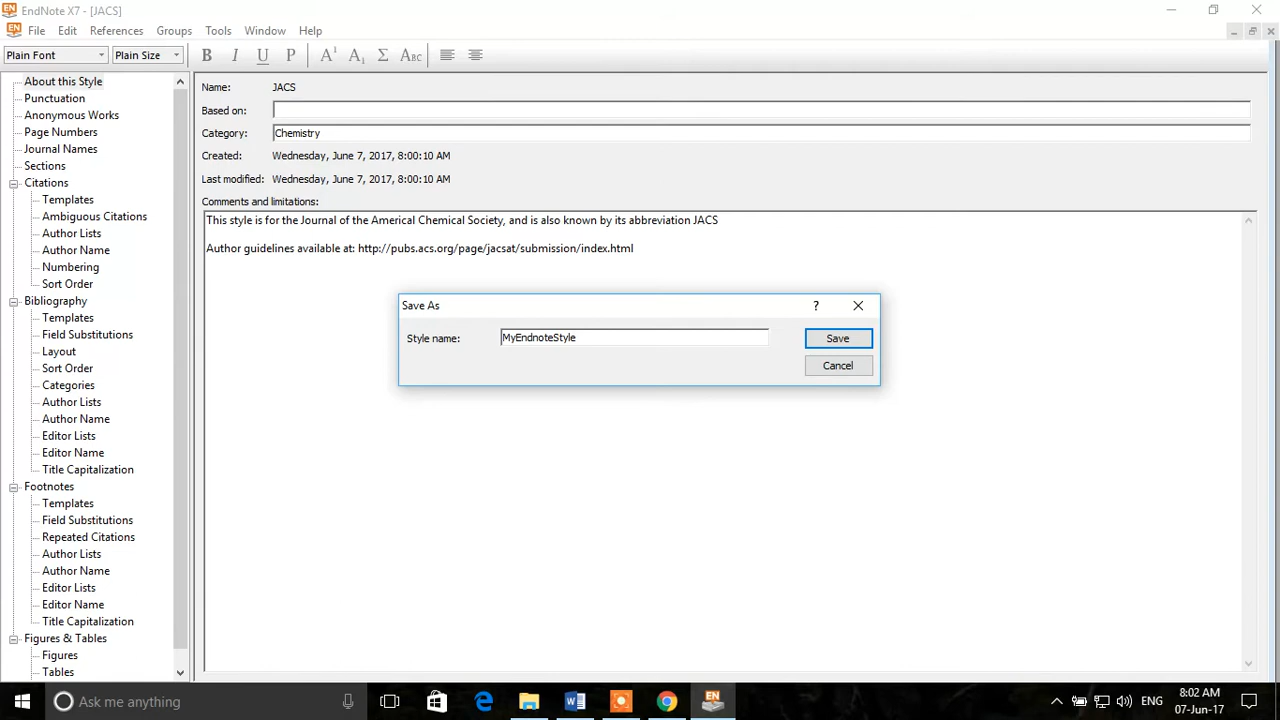 EndNote X7 - [JACS]
File Edit References Groups Tools Window Help
Plain Font Plain Size B I U P A¹ A₁ Σ ABC
About this Style
Punctuation
Anonymous Works
Page Numbers
Journal Names
Sections
Citations
Templates
Ambiguous Citations
Author Lists
Author Name
Numbering
Sort Order
Bibliography
Templates
Field Substitutions
Layout
Sort Order
Categories
Author Lists
Author Name
Editor Lists
Editor Name
Title Capitalization
Footnotes
Templates
Field Substitutions
Repeated Citations
Author Lists
Author Name
Editor Lists
Editor Name
Title Capitalization
Figures & Tables
Figures
Tables
Name: JACS
Based on:
Category: Chemistry
Created: Wednesday, June 7, 2017, 8:00:10 AM
Last modified: Wednesday, June 7, 2017, 8:00:10 AM
Comments and limitations:
This style is for the Journal of the Americal Chemical Society, and is also known by its abbreviation JACS
Author guidelines available at: http://pubs.acs.org/page/jacsat/submission/index.html
Save As ?
Style name: MyEndnoteStyle Save
Cancel
Ask me anything ENG 8:02 AM
07-Jun-17